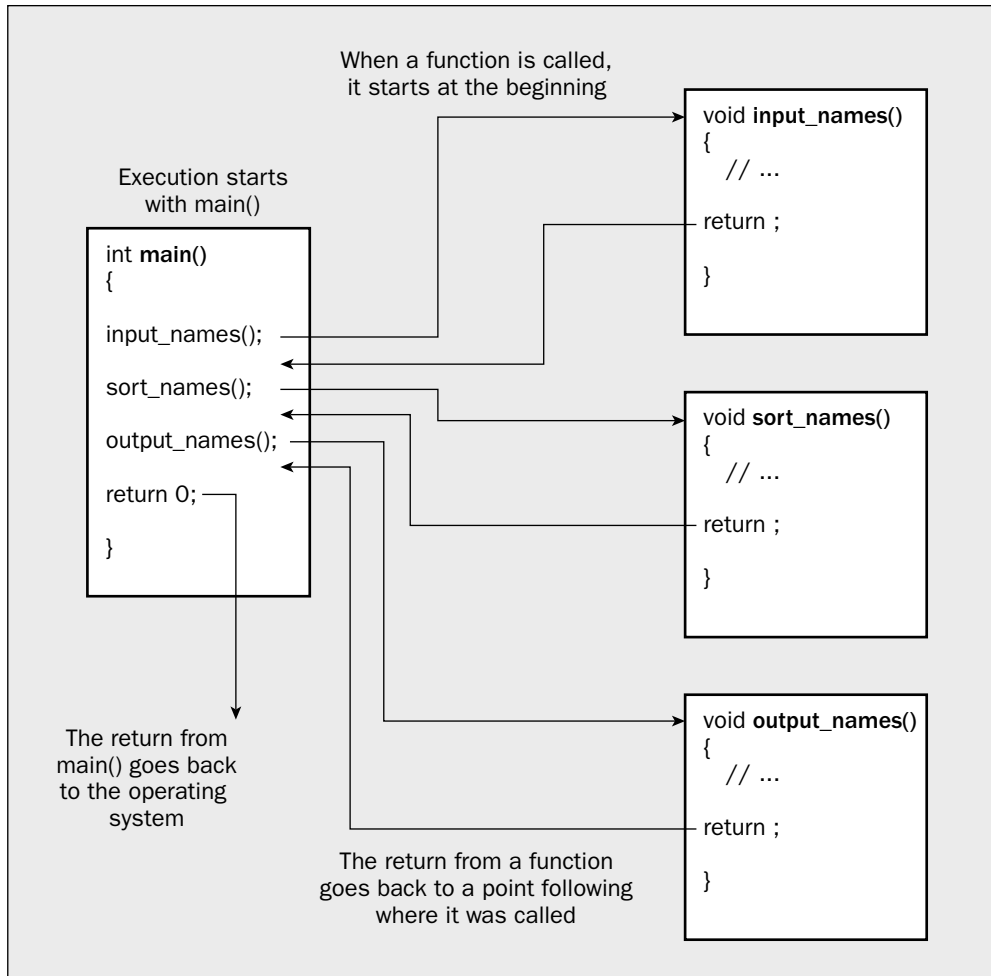 When a function is called,
it starts at the beginning
Execution starts
with main()
int main()
{
input_names();
sort_names();
output_names();
return 0;
}
The return from
main() goes back
to the operating
system
void input_names()
{
// ...
return ;
}
void sort_names()
{
// ...
return ;
}
void output_names()
{
// ...
return ;
}
The return from a function
goes back to a point following
where it was called